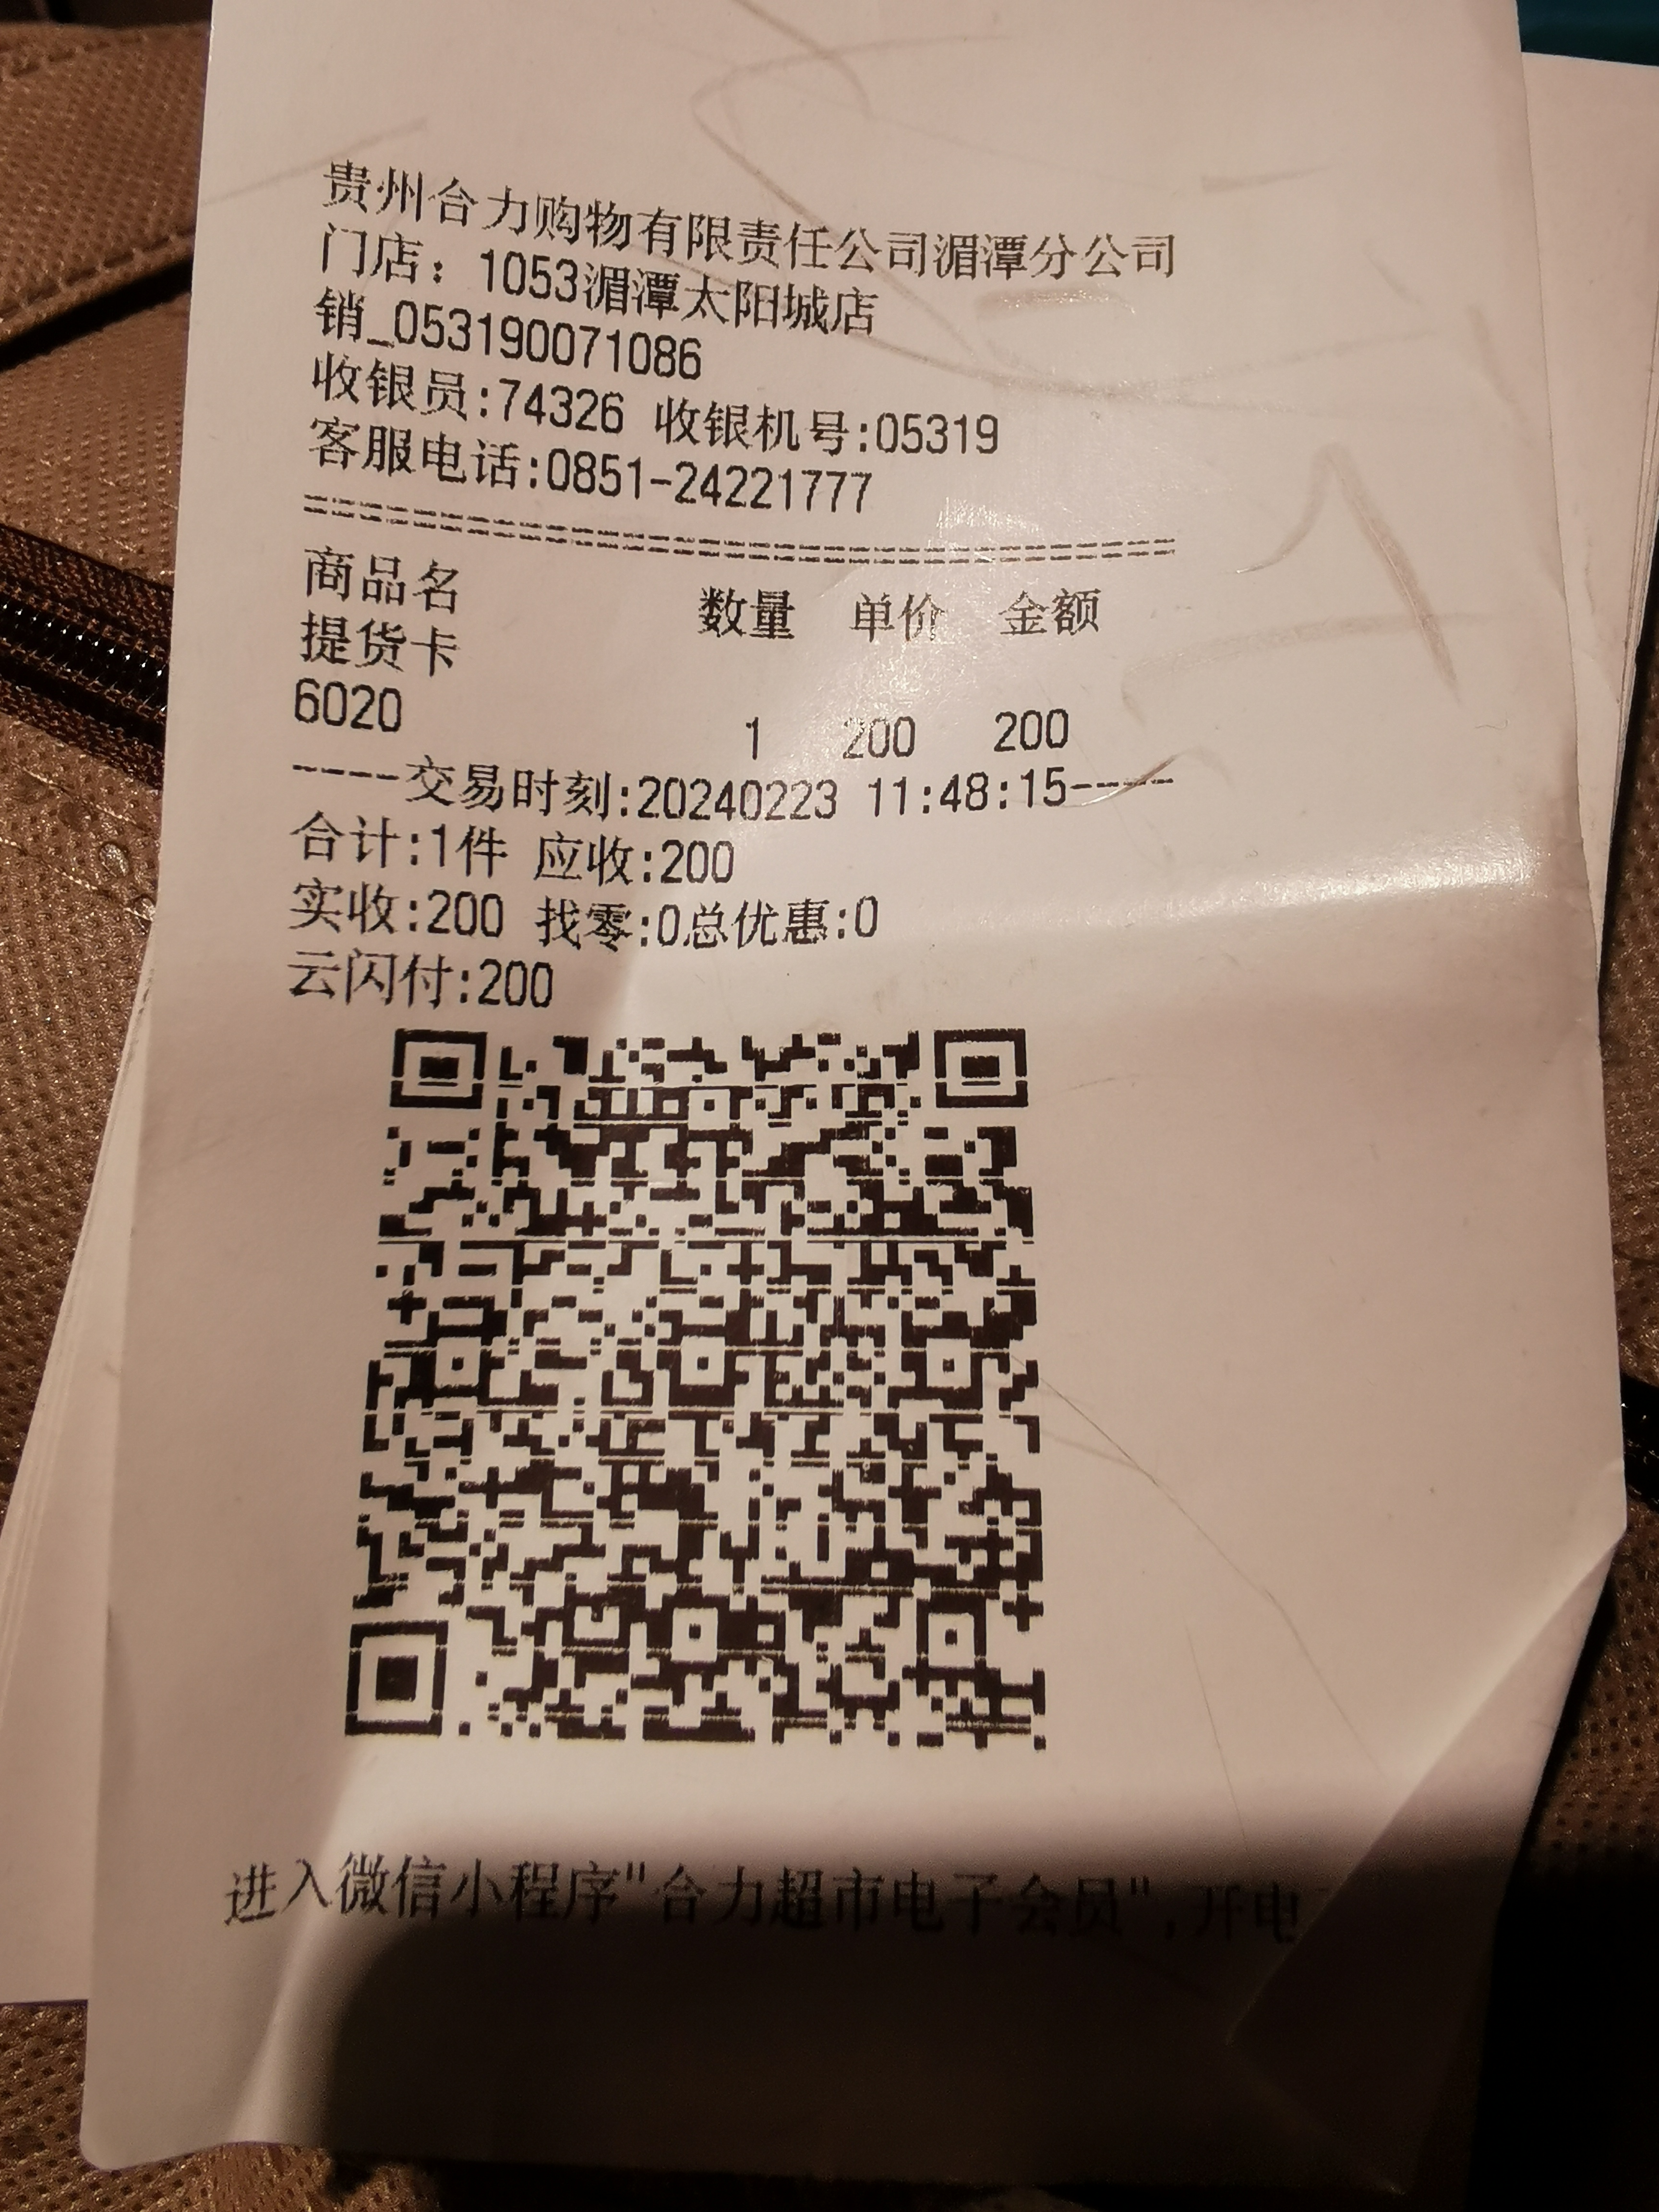 贵州合力购物有限责任公司湄潭分公司
门店：1053湄潭太阳城店
销_053190071086
收银员:74326 收银机号:05319
客服电话:0851-24221777
========================================
商品名 数量 单价 金额
提货卡
6020 1 200 200
----交易时刻:20240223 11:48:15----
合计:1件 应收:200
实收:200 找零:0总优惠:0
云闪付:200
进入微信小程序"合力超市电子会员",开电